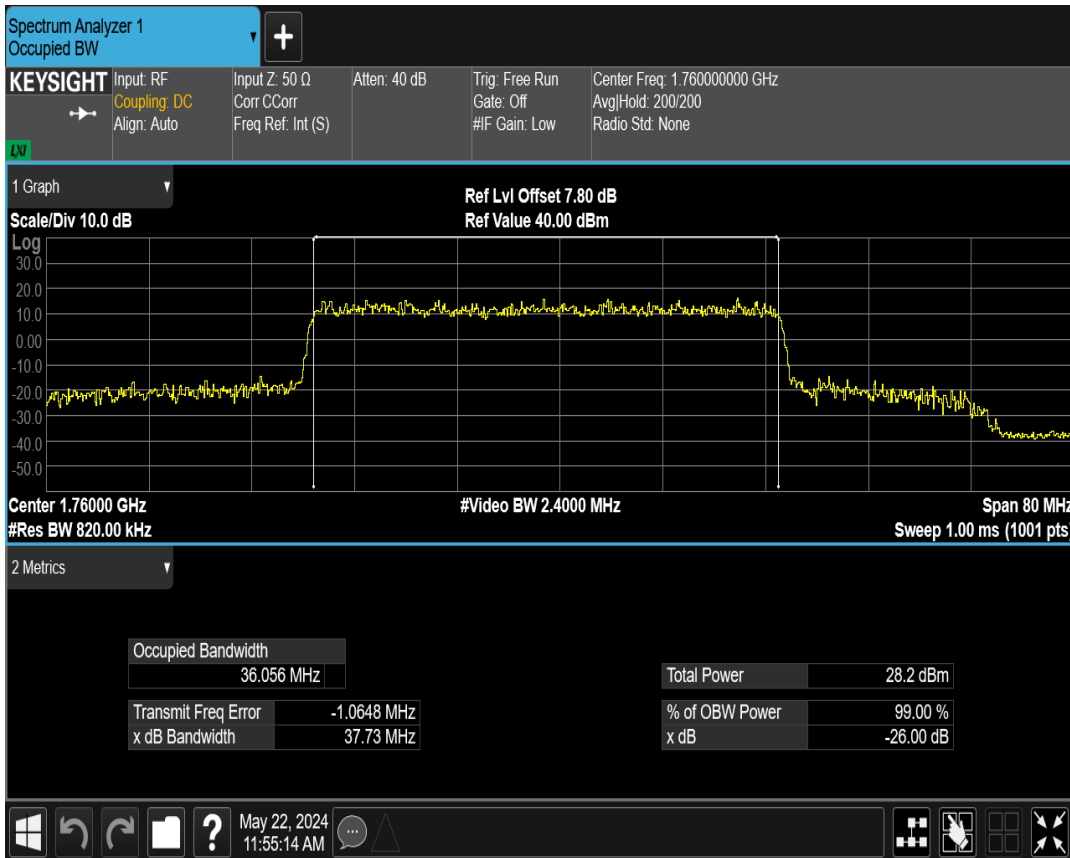 Spectrum Analyzer 1
Occupied BW
KEYSIGHT
LXI
Input: RF
Coupling: DC
Align: Auto
Input Z: 50 Ω
Corr CCorr
Freq Ref: Int (S)
Atten: 40 dB
Trig: Free Run
Gate: Off
#IF Gain: Low
Center Freq: 1.760000000 GHz
Avg|Hold: 200/200
Radio Std: None
1 Graph
Scale/Div 10.0 dB
Ref Lvl Offset 7.80 dB
Ref Value 40.00 dBm
Log
30.0
20.0
10.0
0.00
-10.0
-20.0
-30.0
-40.0
-50.0
Center 1.76000 GHz
#Video BW 2.4000 MHz
Span 80 MHz
#Res BW 820.00 kHz
Sweep 1.00 ms (1001 pts)
2 Metrics
Occupied Bandwidth
36.056 MHz
Transmit Freq Error -1.0648 MHz
x dB Bandwidth 37.73 MHz
Total Power 28.2 dBm
% of OBW Power 99.00 %
x dB -26.00 dB
?
May 22, 2024
11:55:14 AM